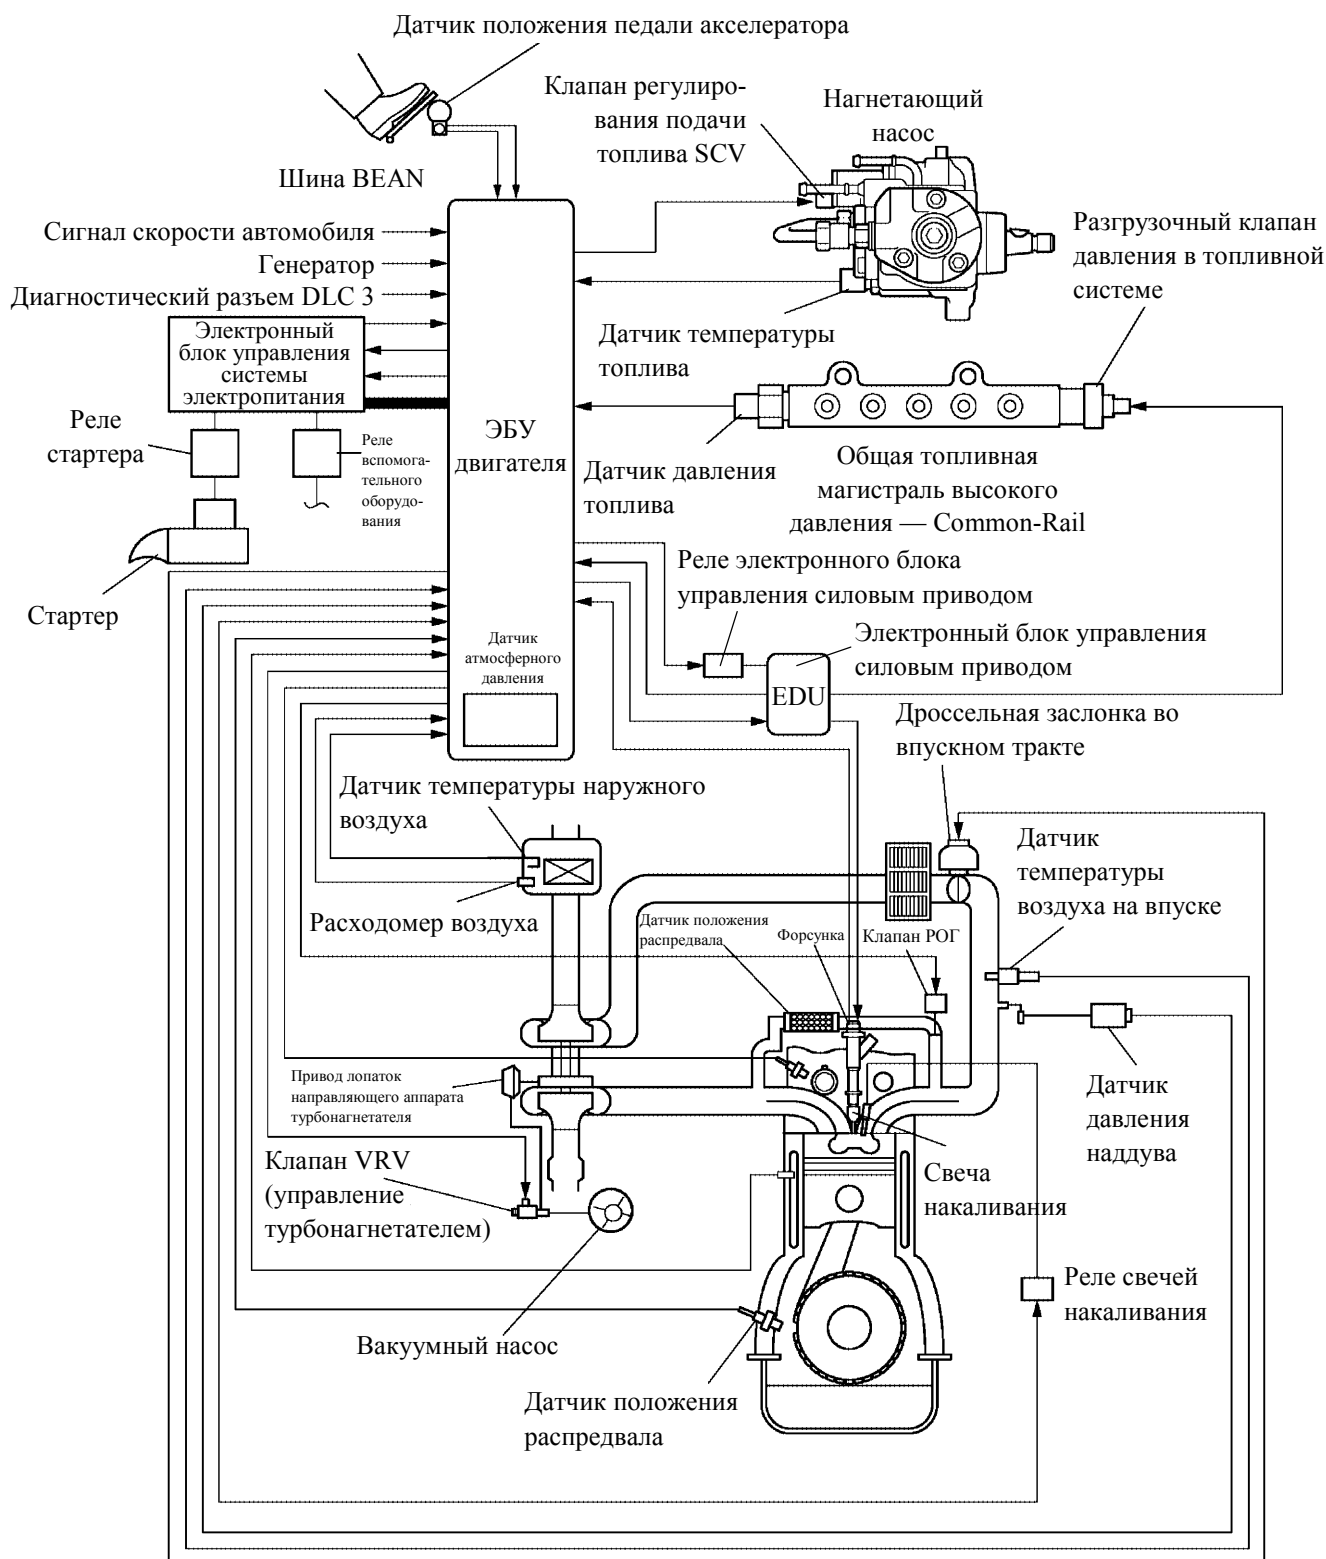 Датчик положения педали акселератора
Клапан регулиро-
вания подачи
топлива SCV
Нагнетающий
насос
Шина BEAN
Сигнал скорости автомобиля
Генератор
Диагностический разъем DLC 3
Разгрузочный клапан
давления в топливной
системе
Электронный
блок управления
системы
электропитания
Датчик температуры
топлива
Реле
стартера
Реле
вспомога-
тельного
оборудо-
вания
ЭБУ
двигателя
Датчик давления
топлива
Общая топливная
магистраль высокого
давления — Common-Rail
Стартер
Реле электронного блока
управления силовым приводом
Датчик
атмосферного
давления
Электронный блок управления
силовым приводом
EDU
Дроссельная заслонка во
впускном тракте
Датчик температуры наружного
воздуха
Датчик
температуры
воздуха на впуске
Расходомер воздуха
Датчик положения
распредвала
Форсунка
Клапан РОГ
Привод лопаток
направляющего аппарата
турбонагнетателя
Датчик
давления
наддува
Клапан VRV
(управление
турбонагнетателем)
Свеча
накаливания
Реле свечей
накаливания
Вакуумный насос
Датчик положения
распредвала